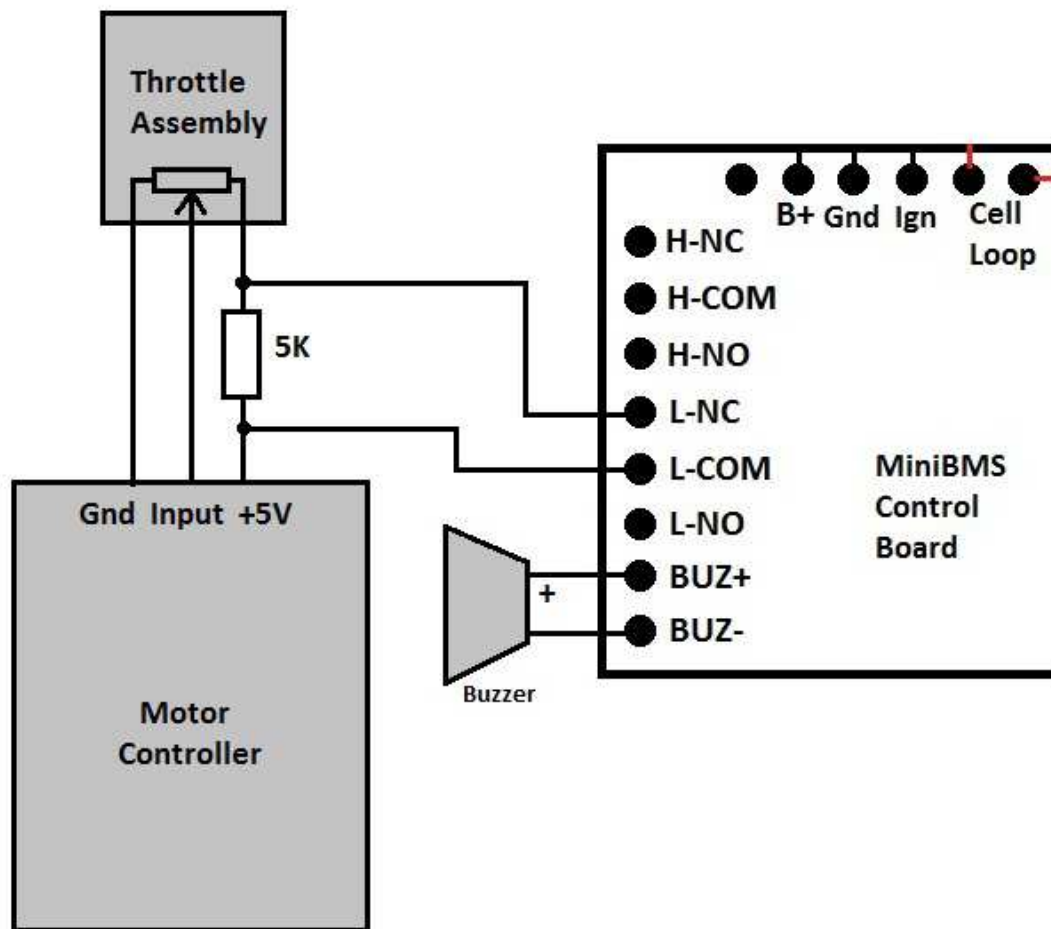 Throttle
Assembly
B+ Gnd Ign Cell
Loop
H-NC
H-COM
H-NO
5K
L-NC
L-COM
MiniBMS
Control
Board
L-NO
Gnd Input +5V
BUZ+
+
BUZ-
Buzzer
Motor
Controller